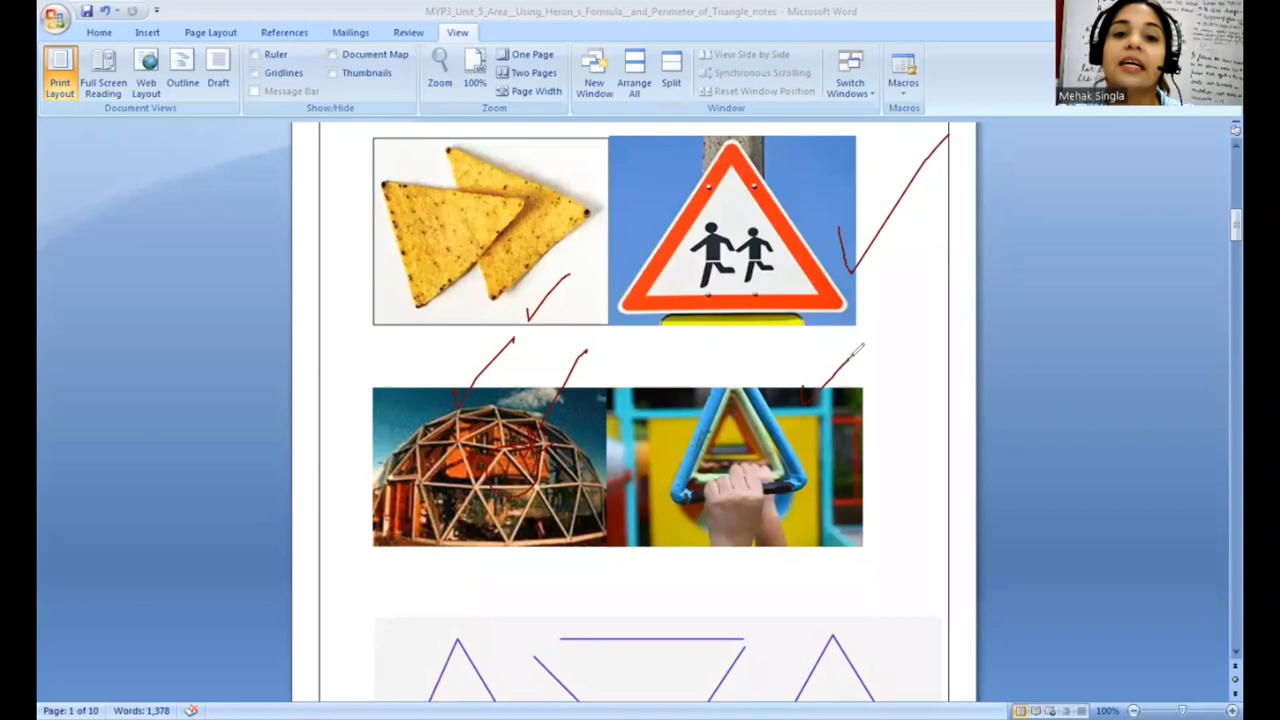 MYP3_Unit_5_Area__Using_Heron_s_Formula__and_Perimeter_of_Triangle_notes - Microsoft Word
Home Insert Page Layout References Mailings Review View
Print Layout
Full Screen Reading
Web Layout
Outline
Draft
Document Views
Ruler
Gridlines
Message Bar
Document Map
Thumbnails
Show/Hide
Zoom
100%
One Page
Two Pages
Page Width
Zoom
New Window
Arrange All
Split
View Side by Side
Synchronous Scrolling
Reset Window Position
Window
Switch Windows
Macros
Macros
Mehak Singla
Page: 1 of 10 Words: 1,378 100%